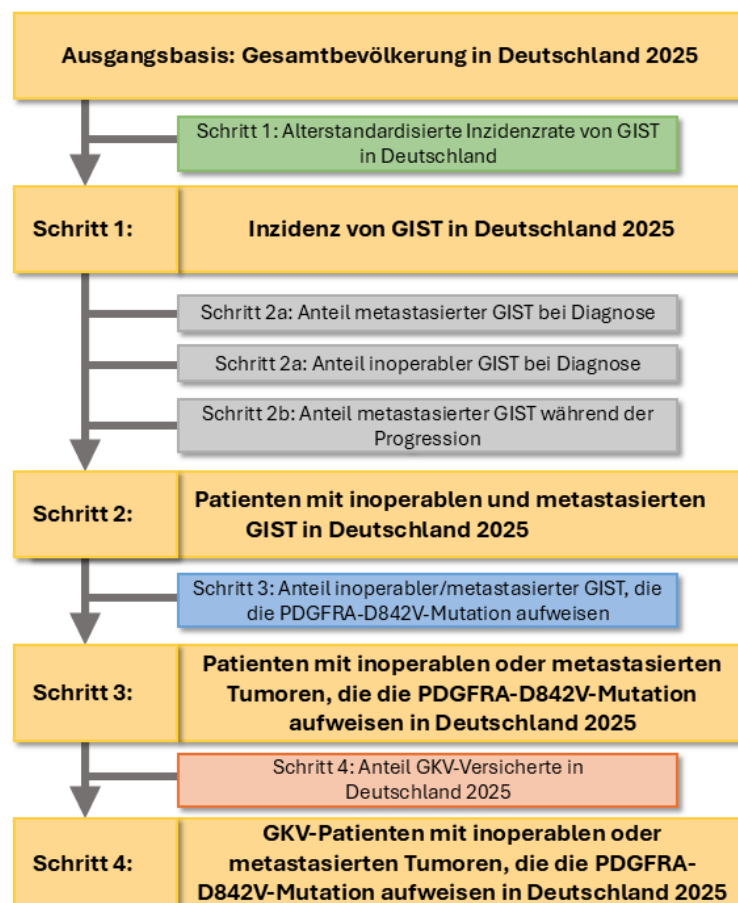 Ausgangsbasis: Gesamtbevölkerung in Deutschland 2025
Schritt 1: Alterstandardisierte Inzidenzrate von GIST
in Deutschland
Schritt 1:
Inzidenz von GIST in Deutschland 2025
Schritt 2a: Anteil metastasierter GIST bei Diagnose
Schritt 2a: Anteil inoperabler GIST bei Diagnose
Schritt 2b: Anteil metastasierter GIST während der
Progression
Schritt 2:
Patienten mit inoperablen und metastasierten
GIST in Deutschland 2025
Schritt 3: Anteil inoperabler/metastasierter GIST, die
die PDGFRA-D842V-Mutation aufweisen
Schritt 3:
Patienten mit inoperablen oder metastasierten
Tumoren, die die PDGFRA-D842V-Mutation
aufweisen in Deutschland 2025
Schritt 4: Anteil GKV-Versicherte in
Deutschland 2025
Schritt 4:
GKV-Patienten mit inoperablen oder
metastasierten Tumoren, die die PDGFRA-
D842V-Mutation aufweisen in Deutschland 2025